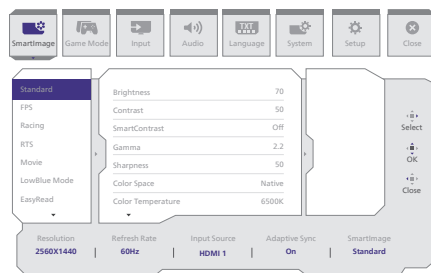 SmartImage
Game Mode
Input
Audio
TXT
Language
System
Setup
Close
Standard
FPS
Racing
RTS
Movie
LowBlue Mode
EasyRead
Brightness 70
Contrast 50
SmartContrast Off
Gamma 2.2
Sharpness 50
Color Space Native
Color Temperature 6500K
Select
OK
Close
Resolution Refresh Rate Input Source Adaptive Sync SmartImage
2560X1440 | 60Hz | HDMI 1 | On | Standard